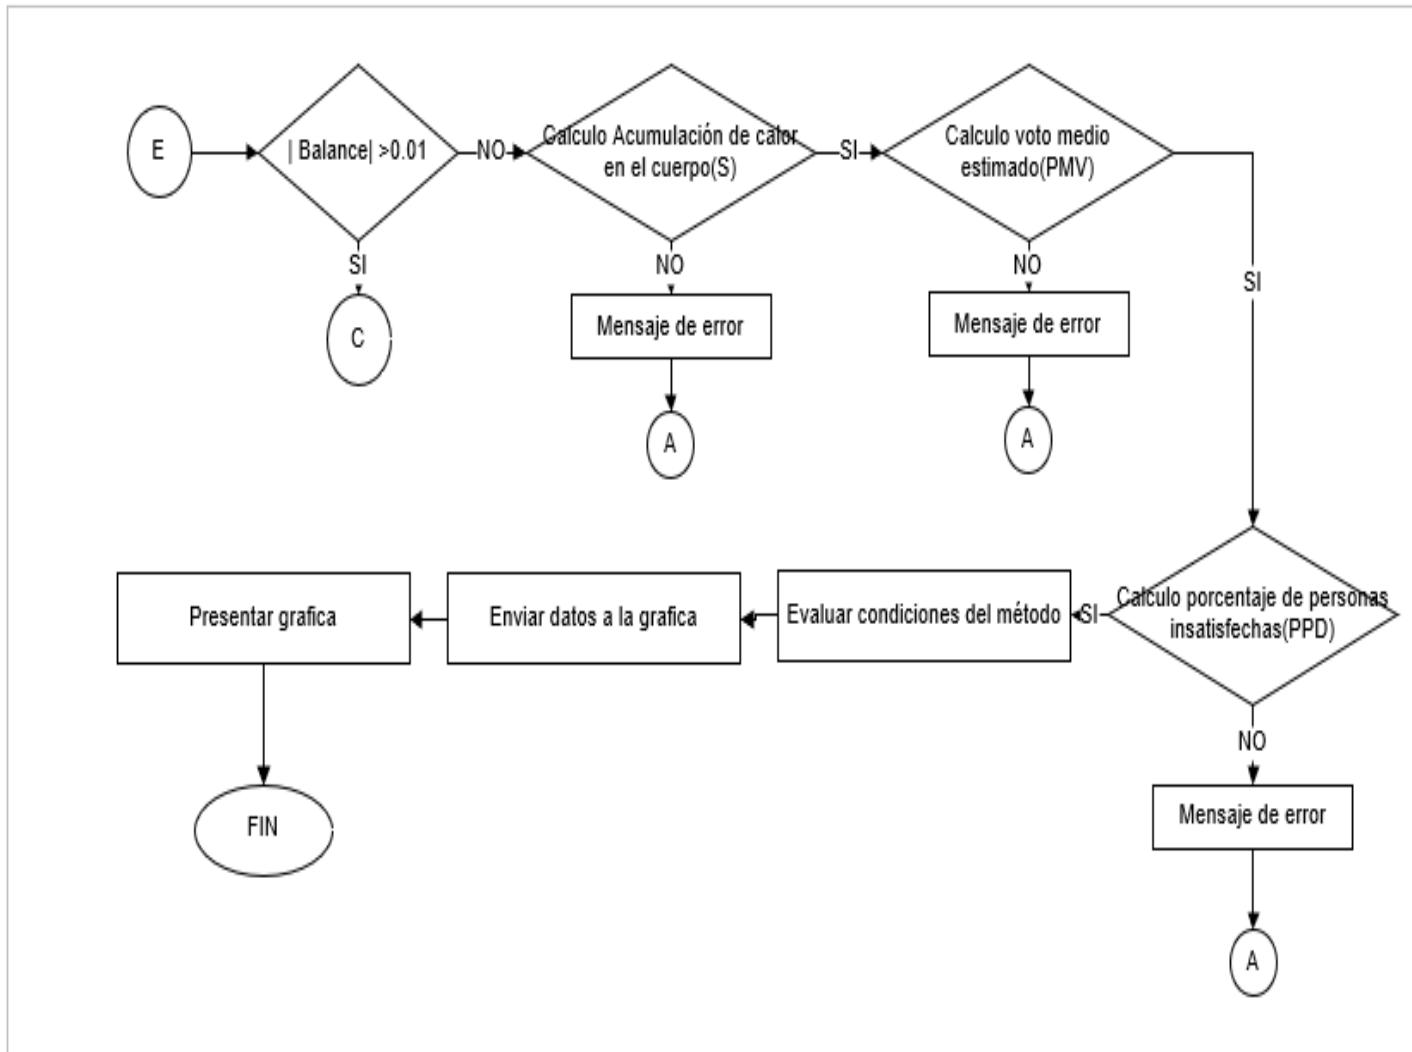 E
| Balance| >0.01
NO
Calculo Acumulación de calor
en el cuerpo(S)
SI
Calculo voto medio
estimado(PMV)
SI
NO
NO
SI
C
Mensaje de error
Mensaje de error
A
A
Presentar grafica
Enviar datos a la grafica
Evaluar condiciones del método
SI
Calculo porcentaje de personas
insatisfechas(PPD)
NO
FIN
Mensaje de error
A